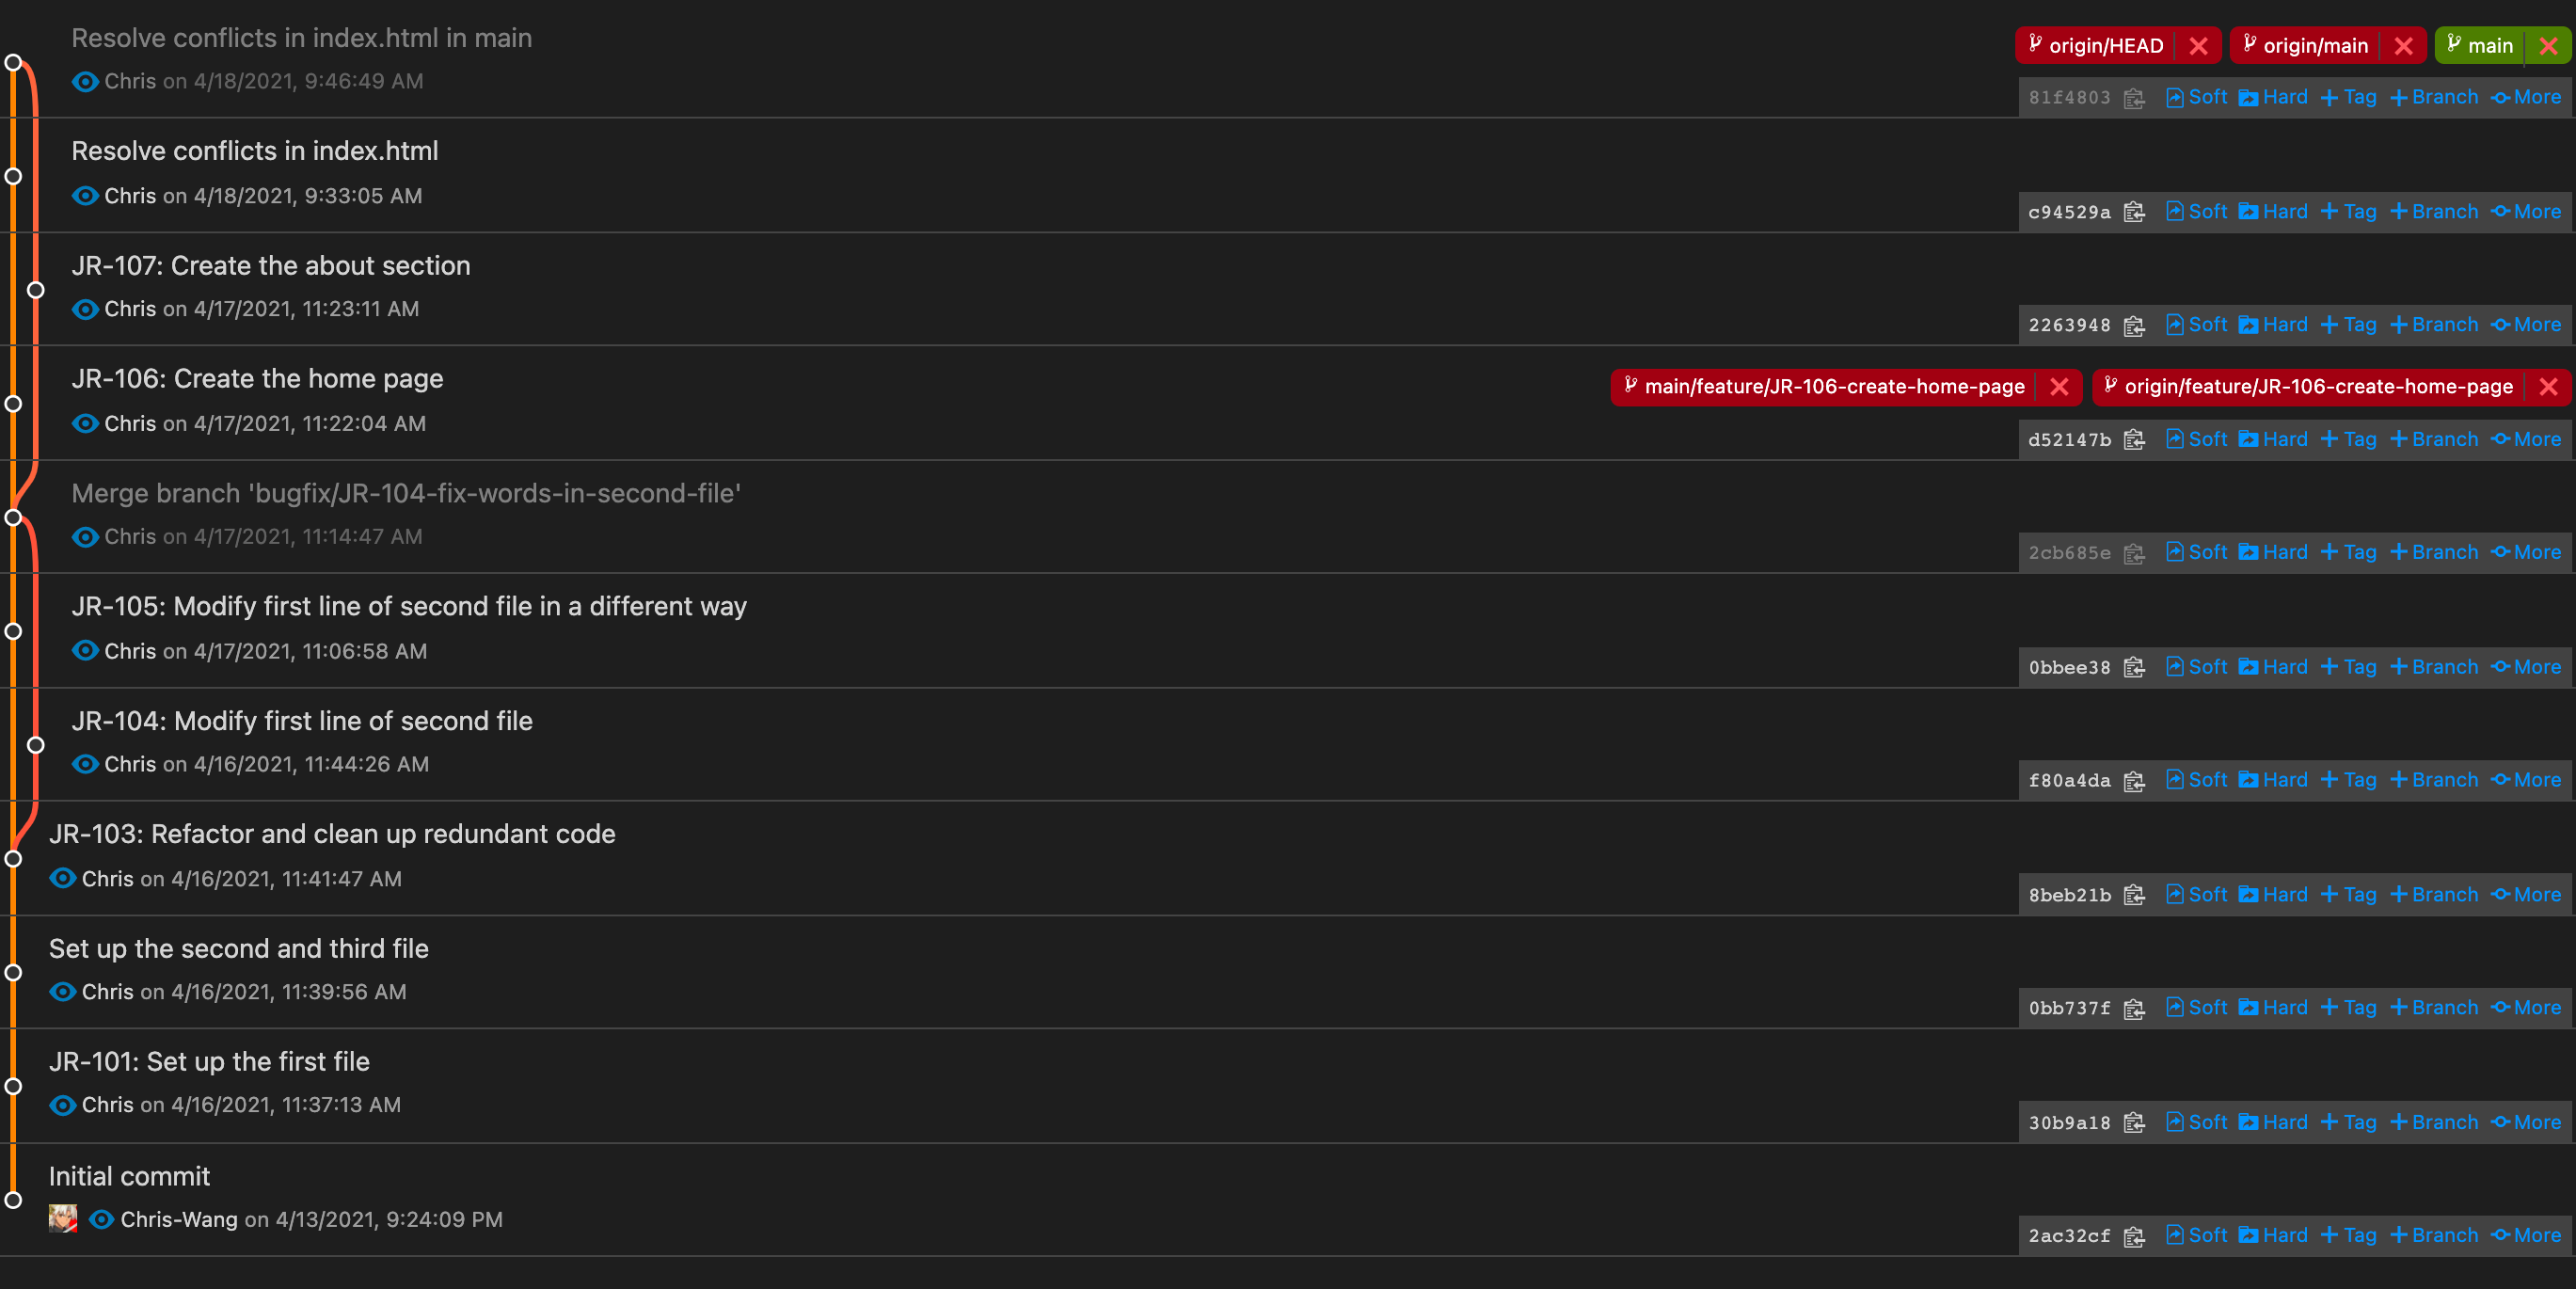 Resolve conflicts in index.html in main
origin/HEAD origin/main main
Chris on 4/18/2021, 9:46:49 AM
81f4803 Soft Hard Tag Branch More
Resolve conflicts in index.html
Chris on 4/18/2021, 9:33:05 AM
c94529a Soft Hard Tag Branch More
JR-107: Create the about section
Chris on 4/17/2021, 11:23:11 AM
2263948 Soft Hard Tag Branch More
JR-106: Create the home page
main/feature/JR-106-create-home-page origin/feature/JR-106-create-home-page
Chris on 4/17/2021, 11:22:04 AM
d52147b Soft Hard Tag Branch More
Merge branch 'bugfix/JR-104-fix-words-in-second-file'
Chris on 4/17/2021, 11:14:47 AM
2cb685e Soft Hard Tag Branch More
JR-105: Modify first line of second file in a different way
Chris on 4/17/2021, 11:06:58 AM
0bbee38 Soft Hard Tag Branch More
JR-104: Modify first line of second file
Chris on 4/16/2021, 11:44:26 AM
f80a4da Soft Hard Tag Branch More
JR-103: Refactor and clean up redundant code
Chris on 4/16/2021, 11:41:47 AM
8beb21b Soft Hard Tag Branch More
Set up the second and third file
Chris on 4/16/2021, 11:39:56 AM
0bb737f Soft Hard Tag Branch More
JR-101: Set up the first file
Chris on 4/16/2021, 11:37:13 AM
30b9a18 Soft Hard Tag Branch More
Initial commit
Chris-Wang on 4/13/2021, 9:24:09 PM
2ac32cf Soft Hard Tag Branch More